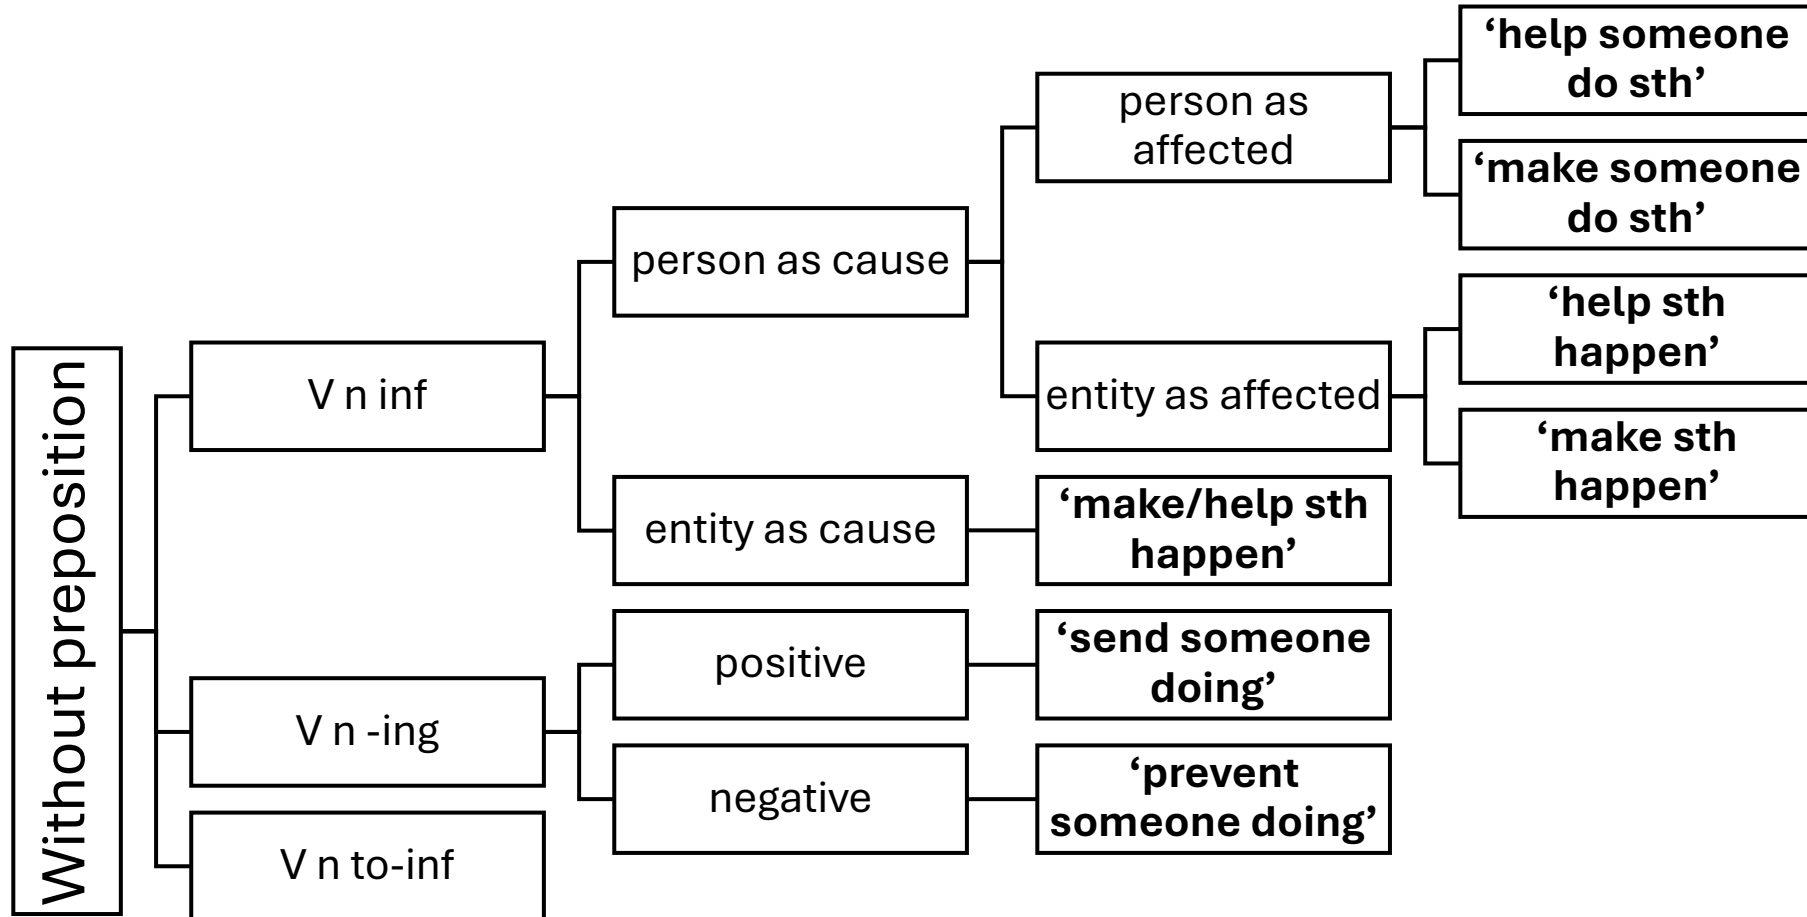 Without preposition
V n inf
person as cause
person as
affected
‘help someone
do sth’
‘make someone
do sth’
entity as affected
‘help sth
happen’
‘make sth
happen’
entity as cause
‘make/help sth
happen’
V n -ing
positive
‘send someone
doing’
negative
‘prevent
someone doing’
V n to-inf